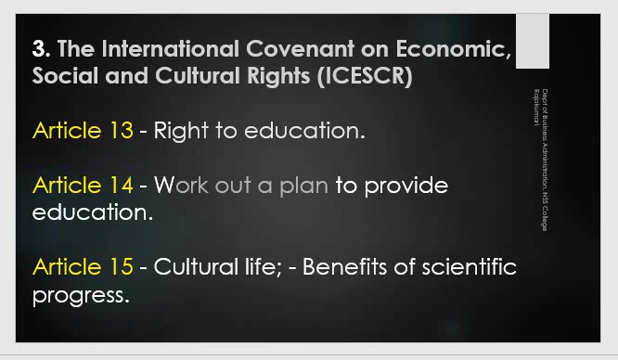 3. The International Covenant on Economic,
Social and Cultural Rights (ICESCR)
Article 13 - Right to education.
Article 14 - Work out a plan to provide
education.
Article 15 - Cultural life; - Benefits of scientific
progress.
Dept of Business Administration, NSS College
Rajakumari